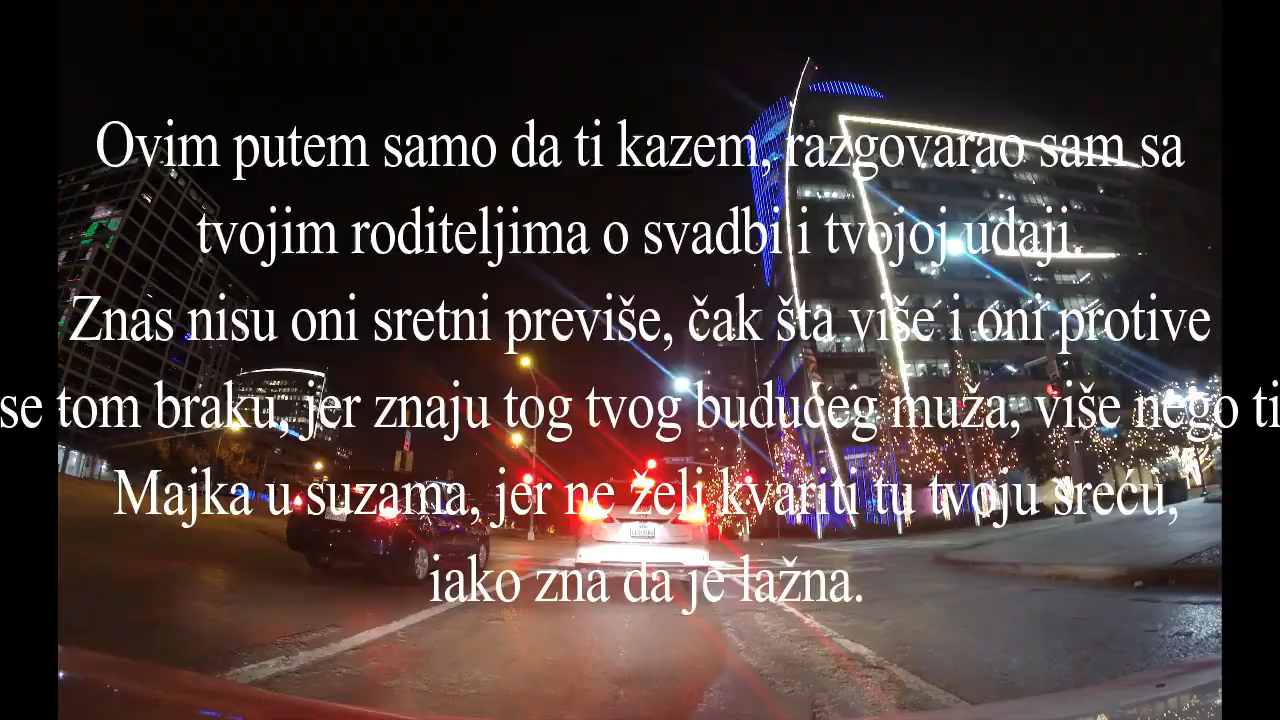 Ovim putem samo da ti kazem, razgovarao sam sa
tvojim roditeljima o svadbi i tvojoj udaji.
Znas nisu oni sretni previše, čak šta više i oni protive
se tom braku, jer znaju tog tvog budućeg muža, više nego ti
Majka u suzama, jer ne želi kvariti tu tvoju sreću,
iako zna da je lažna.